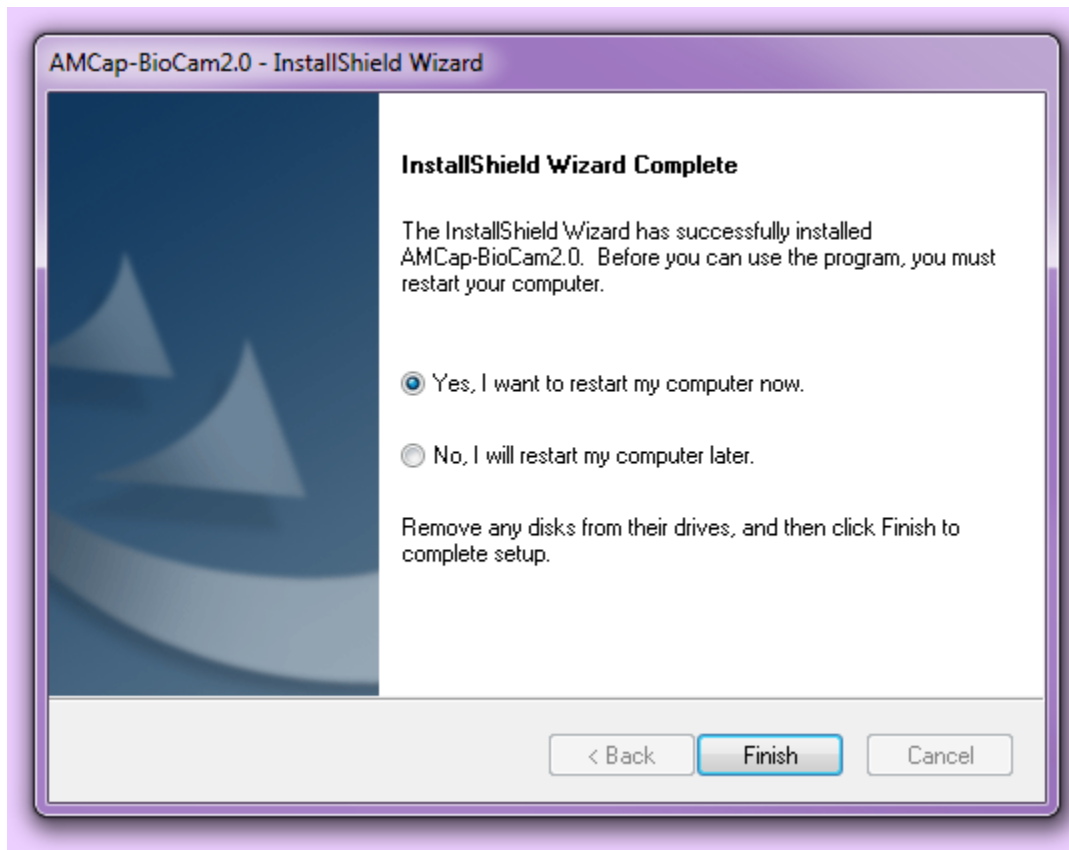 AMCap-BioCam2.0 - InstallShield Wizard
InstallShield Wizard Complete
The InstallShield Wizard has successfully installed
AMCap-BioCam2.0.  Before you can use the program, you must
restart your computer.
Yes, I want to restart my computer now.
No, I will restart my computer later.
Remove any disks from their drives, and then click Finish to
complete setup.
< Back
Finish
Cancel